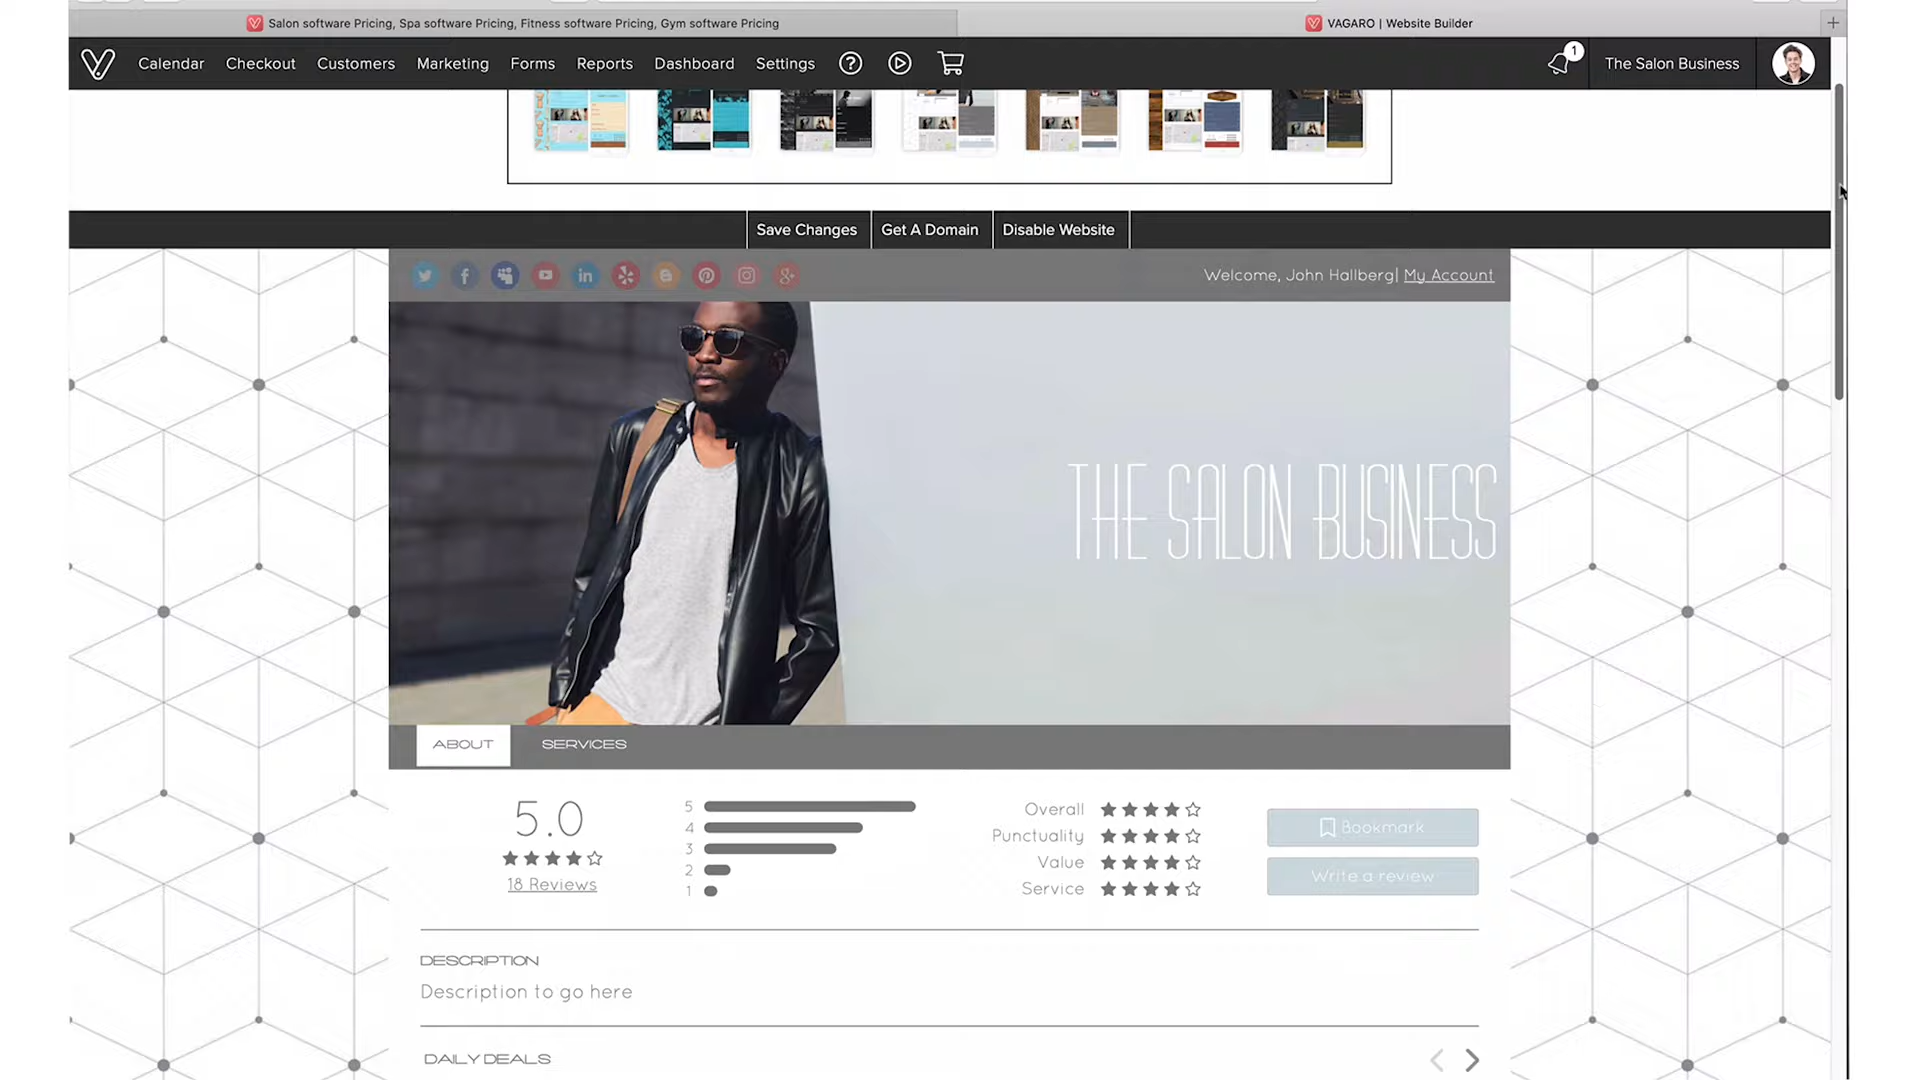 Salon software Pricing, Spa software Pricing, Fitness software Pricing, Gym software Pricing
VAGARO | Website Builder
Calendar Checkout Customers Marketing Forms Reports Dashboard Settings ? 1 The Salon Business
Save Changes Get A Domain Disable Website
Welcome, John Hallberg| My Account
THE SALON BUSINESS
ABOUT SERVICES
5.0
18 Reviews
5
4
3
2
1
Overall
Punctuality
Value
Service
Bookmark
Write a review
DESCRIPTION
Description to go here
DAILY DEALS